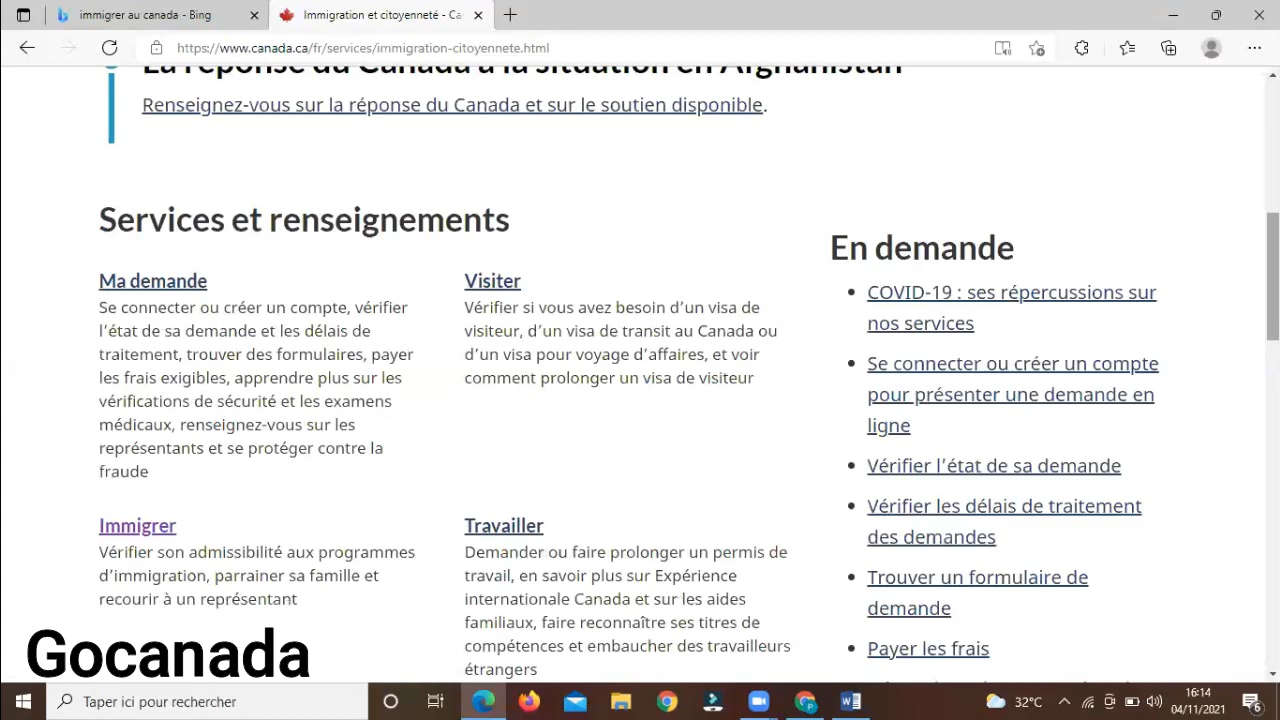 immigrer au canada - Bing
Immigration et citoyenneté - Ca
https://www.canada.ca/fr/services/immigration-citoyennete.html
La réponse du Canada à la situation en Afghanistan
Renseignez-vous sur la réponse du Canada et sur le soutien disponible.
Services et renseignements
Ma demande
Se connecter ou créer un compte, vérifier
l’état de sa demande et les délais de
traitement, trouver des formulaires, payer
les frais exigibles, apprendre plus sur les
vérifications de sécurité et les examens
médicaux, renseignez-vous sur les
représentants et se protéger contre la
fraude
Visiter
Vérifier si vous avez besoin d’un visa de
visiteur, d’un visa de transit au Canada ou
d’un visa pour voyage d’affaires, et voir
comment prolonger un visa de visiteur
Immigrer
Vérifier son admissibilité aux programmes
d’immigration, parrainer sa famille et
recourir à un représentant
Travailler
Demander ou faire prolonger un permis de
travail, en savoir plus sur Expérience
internationale Canada et sur les aides
familiaux, faire reconnaître ses titres de
compétences et embaucher des travailleurs
étrangers
En demande
COVID-19 : ses répercussions sur
nos services
Se connecter ou créer un compte
pour présenter une demande en
ligne
Vérifier l’état de sa demande
Vérifier les délais de traitement
des demandes
Trouver un formulaire de
demande
Payer les frais
Gocanada
Taper ici pour rechercher
32°C
16:14
04/11/2021
6